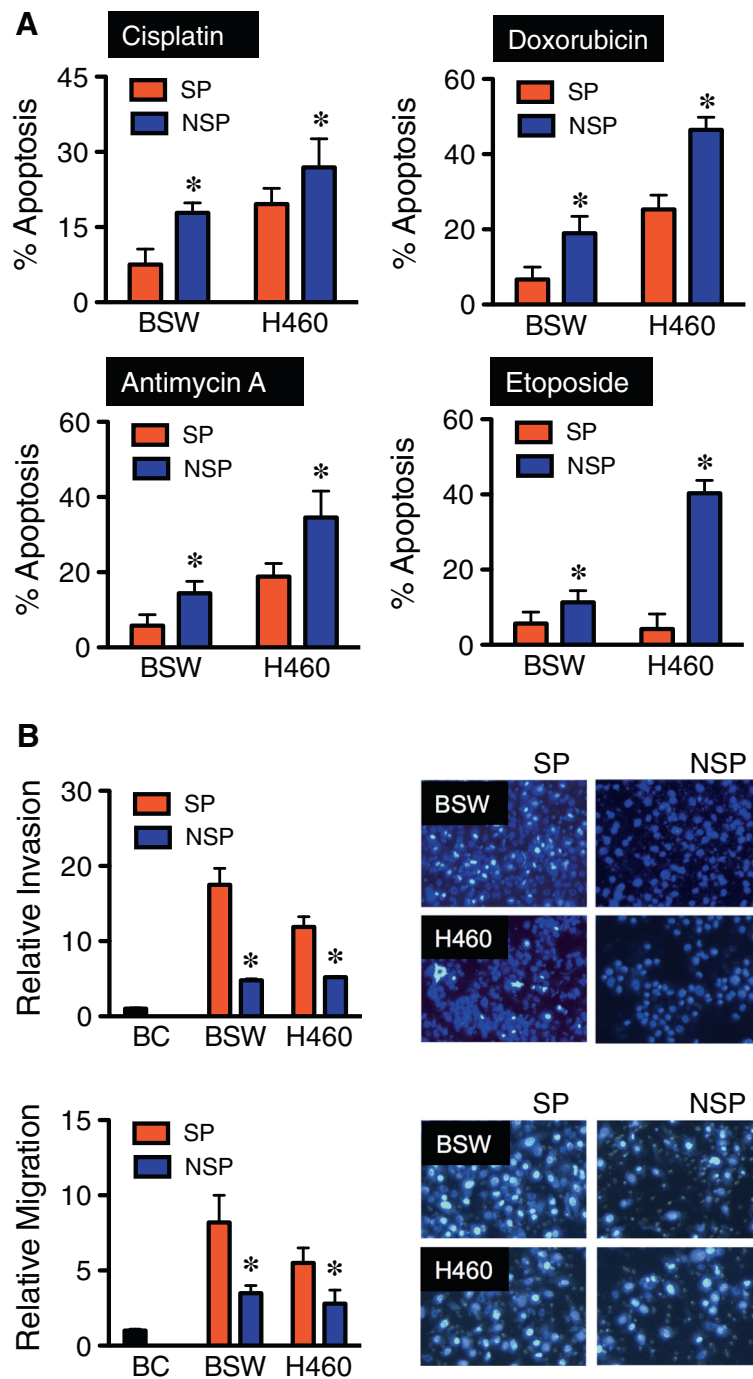 A
Cisplatin
% Apoptosis
45
30
15
0
SP
NSP
*
*
BSW
H460
Doxorubicin
% Apoptosis
60
40
20
0
SP
NSP
*
*
BSW
H460
Antimycin A
% Apoptosis
60
40
20
0
SP
NSP
*
*
BSW
H460
Etoposide
% Apoptosis
60
40
20
0
SP
NSP
*
*
BSW
H460
B
Relative Invasion
30
20
10
0
SP
NSP
*
*
BC
BSW
H460
SP
NSP
BSW
H460
Relative Migration
15
10
5
0
SP
NSP
*
*
BC
BSW
H460
SP
NSP
BSW
H460